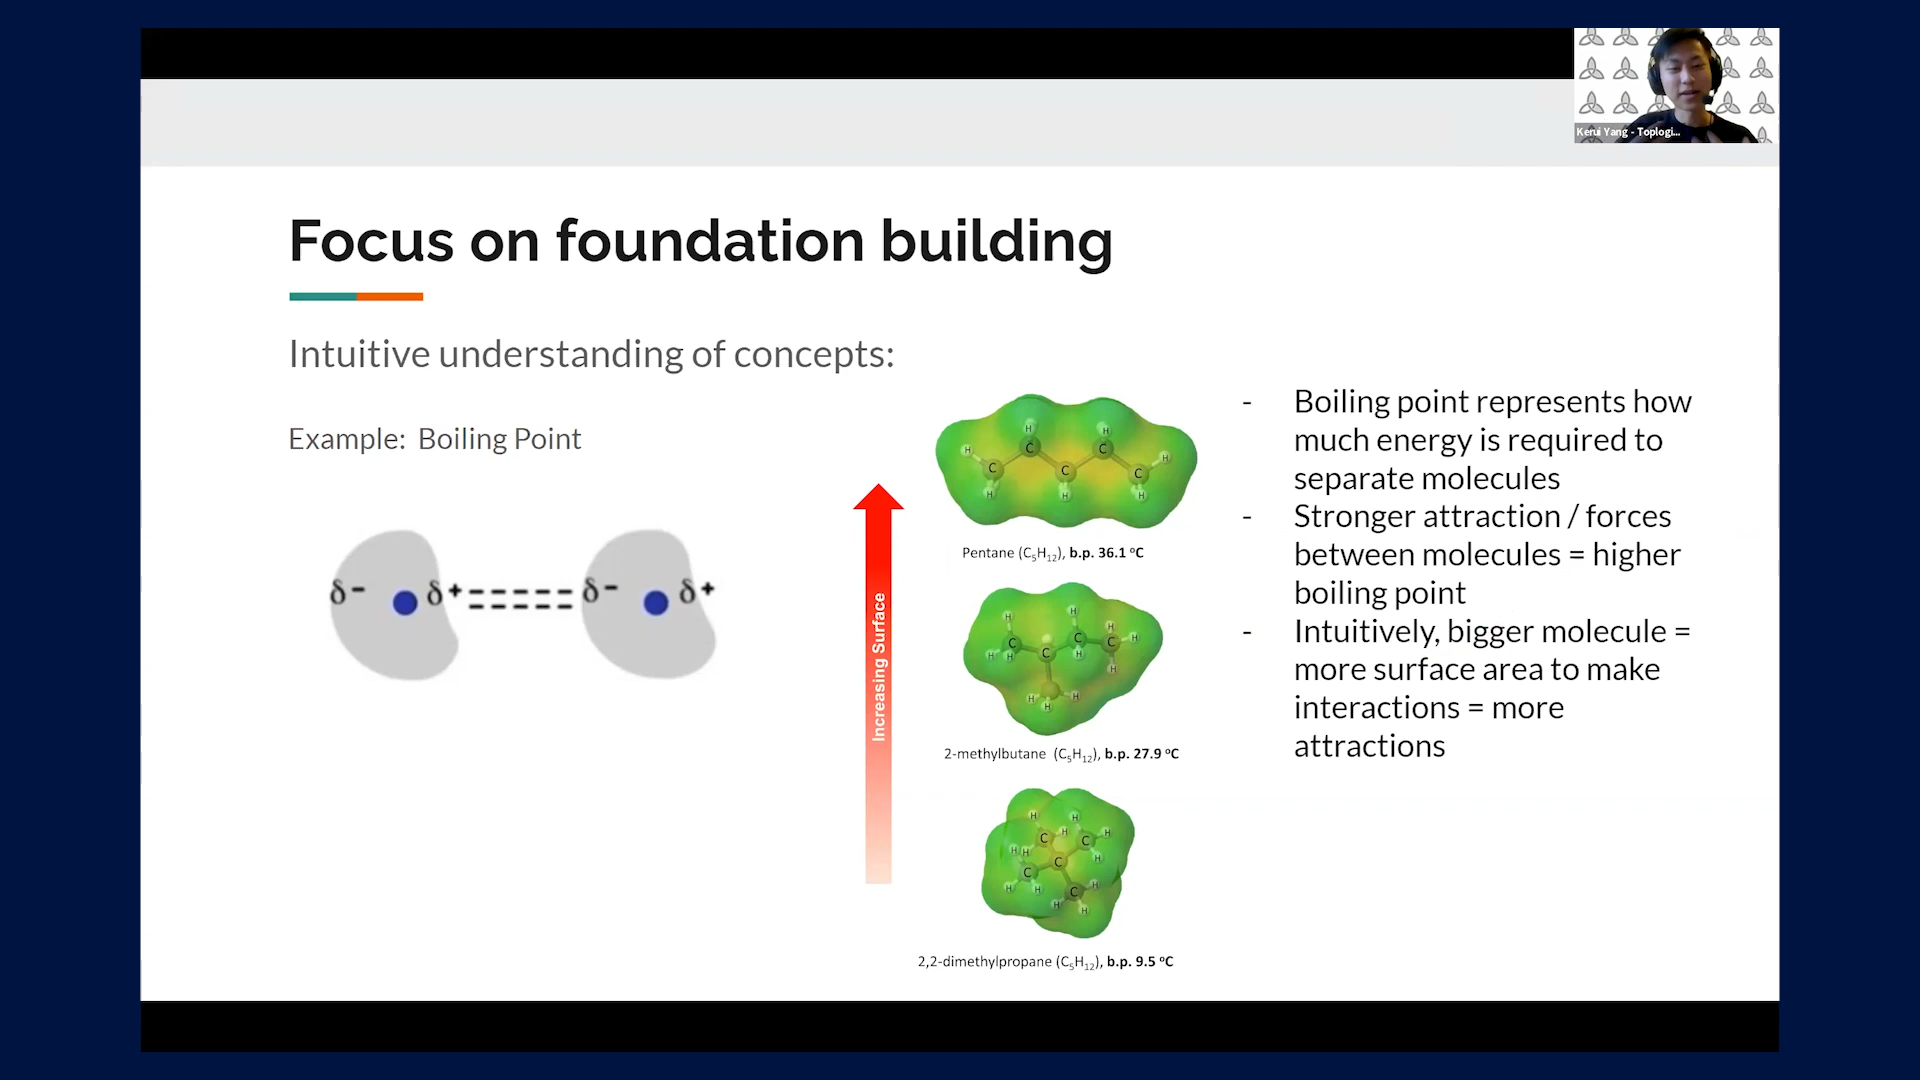 Kerui Yang - Toplogi...
Focus on foundation building
Intuitive understanding of concepts:
Example: Boiling Point
δ- δ+ δ- δ+
Increasing Surface
H H H C C C C C H H H H
Pentane (C5H12), b.p. 36.1 ºC
H H H H C C C C H H H H H H H
2-methylbutane (C5H12), b.p. 27.9 ºC
H H H H C C H H C H C C H H H H H
2,2-dimethylpropane (C5H12), b.p. 9.5 ºC
- Boiling point represents how
much energy is required to
separate molecules
- Stronger attraction / forces
between molecules = higher
boiling point
- Intuitively, bigger molecule =
more surface area to make
interactions = more
attractions